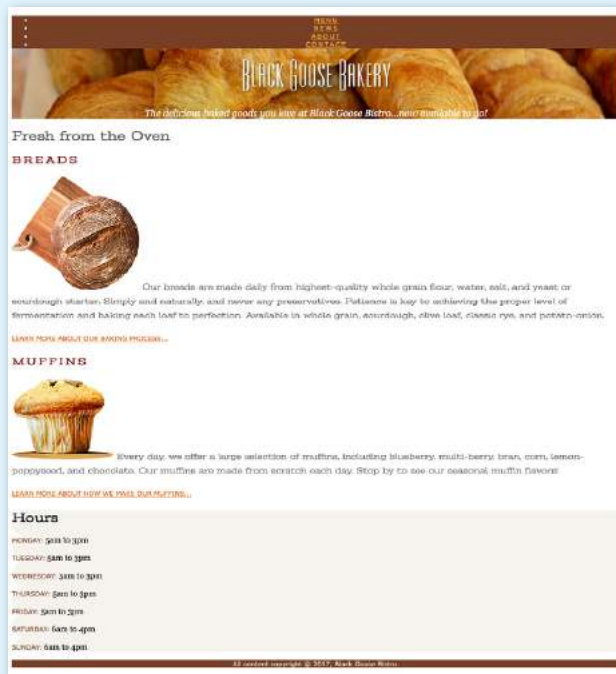 MENU
NEWS
ABOUT
CONTACT
BLACK GOOSE BAKERY
The delicious baked goods you love at Black Goose Bistro...now available to go!
Fresh from the Oven
BREADS
Our breads are made daily from highest-quality whole grain flour, water, salt, and yeast or
sourdough starter. Simply and naturally, and never any preservatives. Patience is key to achieving the proper level of
fermentation and baking each loaf to perfection. Available in whole grain, sourdough, olive loaf, classic rye, and potato-onion.
LEARN MORE ABOUT OUR BAKING PROCESS...
MUFFINS
Every day, we offer a large selection of muffins, including blueberry, multi-berry, bran, corn, lemon-
poppyseed, and chocolate. Our muffins are made from scratch each day. Stop by to see our seasonal muffin flavors!
LEARN MORE ABOUT HOW WE MAKE OUR MUFFINS...
Hours
MONDAY: 5am to 3pm
TUESDAY: 5am to 3pm
WEDNESDAY: 5am to 3pm
THURSDAY: 5am to 3pm
FRIDAY: 5am to 3pm
SATURDAY: 6am to 4pm
SUNDAY: 6am to 4pm
All content copyright © 2017, Black Goose Bistro